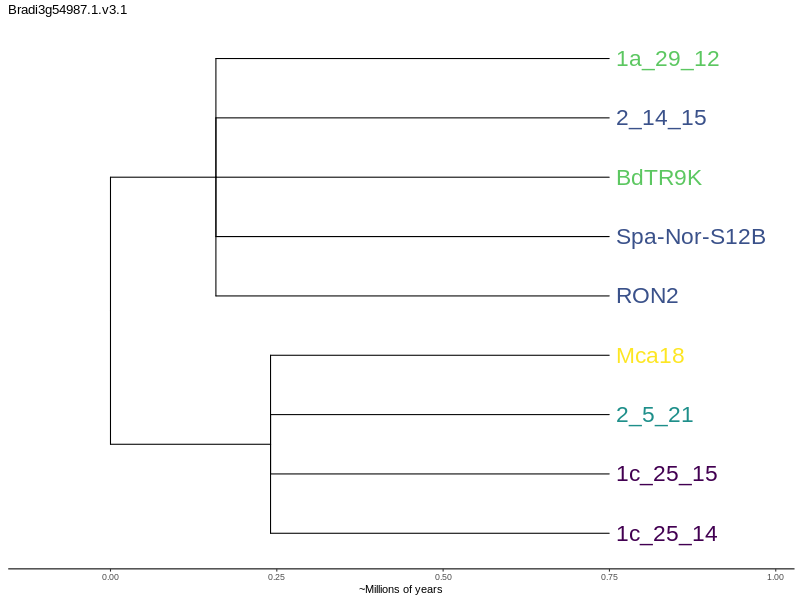 Bradi3g54987.1.v3.1
1a_29_12
2_14_15
BdTR9K
Spa-Nor-S12B
RON2
Mca18
2_5_21
1c_25_15
1c_25_14
0.00 0.25 0.50 0.75 1.00
~Millions of years